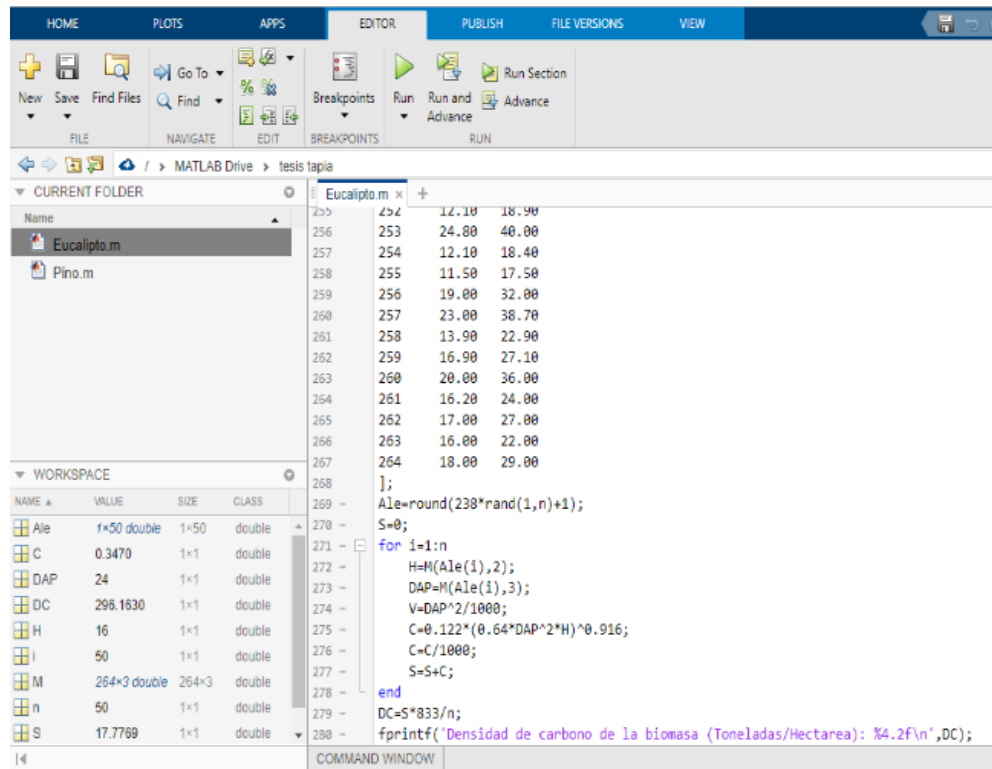 HOME PLOTS APPS EDITOR PUBLISH FILE VERSIONS VIEW
New Save Find Files Go To Find Breakpoints Run Run and Advance Run Section Advance
FILE NAVIGATE EDIT BREAKPOINTS RUN
/ > MATLAB Drive > tesis tapia
CURRENT FOLDER
Name
Eucalipto.m
Pino.m
WORKSPACE
NAME VALUE SIZE CLASS
Ale 1×50 double 1×50 double
C 0.3470 1×1 double
DAP 24 1×1 double
DC 296.1630 1×1 double
H 16 1×1 double
i 50 1×1 double
M 264×3 double 264×3 double
n 50 1×1 double
S 17.7769 1×1 double
Eucalipto.m × +
255 252 12.10 18.90
256 253 24.80 40.00
257 254 12.10 18.40
258 255 11.50 17.50
259 256 19.00 32.00
260 257 23.00 38.70
261 258 13.90 22.90
262 259 16.90 27.10
263 260 20.00 36.00
264 261 16.20 24.00
265 262 17.00 27.00
266 263 16.00 22.00
267 264 18.00 29.00
268 ];
269 - Ale=round(238*rand(1,n)+1);
270 - S=0;
271 - for i=1:n
272 - H=M(Ale(i),2);
273 - DAP=M(Ale(i),3);
274 - V=DAP^2/1000;
275 - C=0.122*(0.64*DAP^2*H)^0.916;
276 - C=C/1000;
277 - S=S+C;
278 - end
279 - DC=S*833/n;
280 - fprintf('Densidad de carbono de la biomasa (Toneladas/Hectarea): %4.2f\n',DC);
COMMAND WINDOW